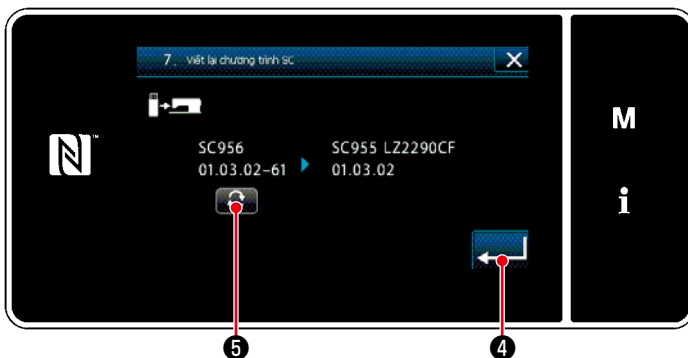 7. Viết lại chương trình SC
M
SC956 SC955 LZ2290CF
01.03.02-61 01.03.02
i
5 4